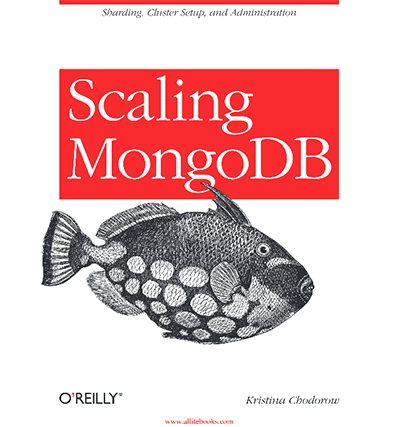 Sharding, Cluster Setup, and Administration
Scaling
MongoDB
O'REILLY®
Kristina Chodorow
www.allitebooks.com